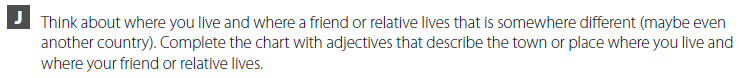 J Think about where you live and where a friend or relative lives that is somewhere different (maybe even
another country). Complete the chart with adjectives that describe the town or place where you live and
where your friend or relative lives.